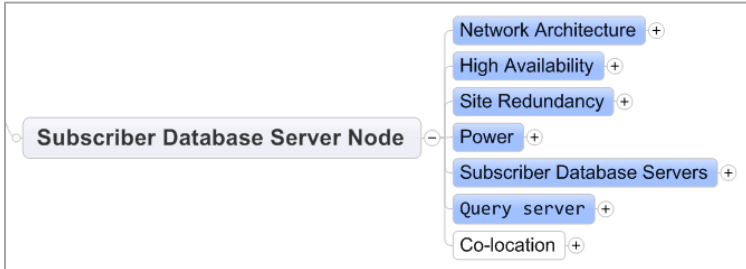 Network Architecture
High Availability
Site Redundancy
Subscriber Database Server Node
Power
Subscriber Database Servers
Query server
Co-location